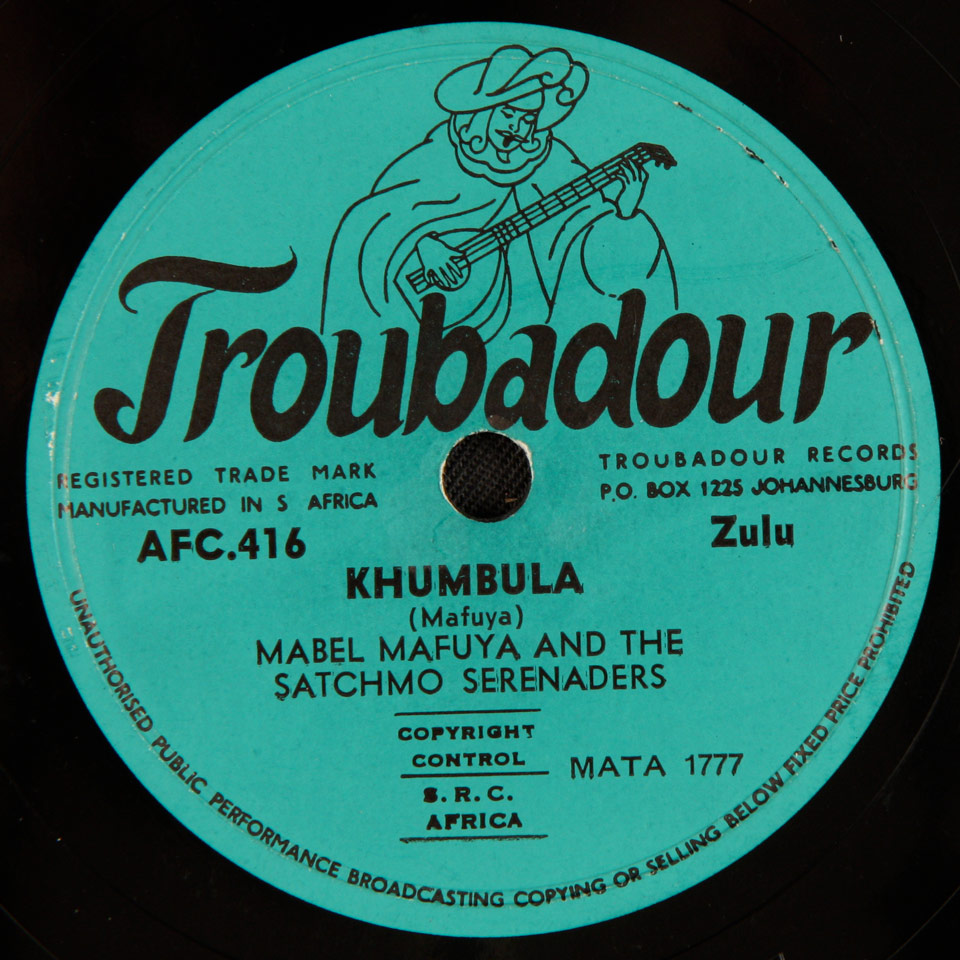 Troubadour
REGISTERED TRADE MARK
MANUFACTURED IN S AFRICA
TROUBADOUR RECORDS
P.O. BOX 1225 JOHANNESBURG
AFC.416
Zulu
KHUMBULA
(Mafuya)
MABEL MAFUYA AND THE
SATCHMO SERENADERS
COPYRIGHT
CONTROL
MATA 1777
S. R. C.
AFRICA
UNAUTHORISED PUBLIC PERFORMANCE BROADCASTING COPYING OR SELLING BELOW FIXED PRICE PROHIBITED